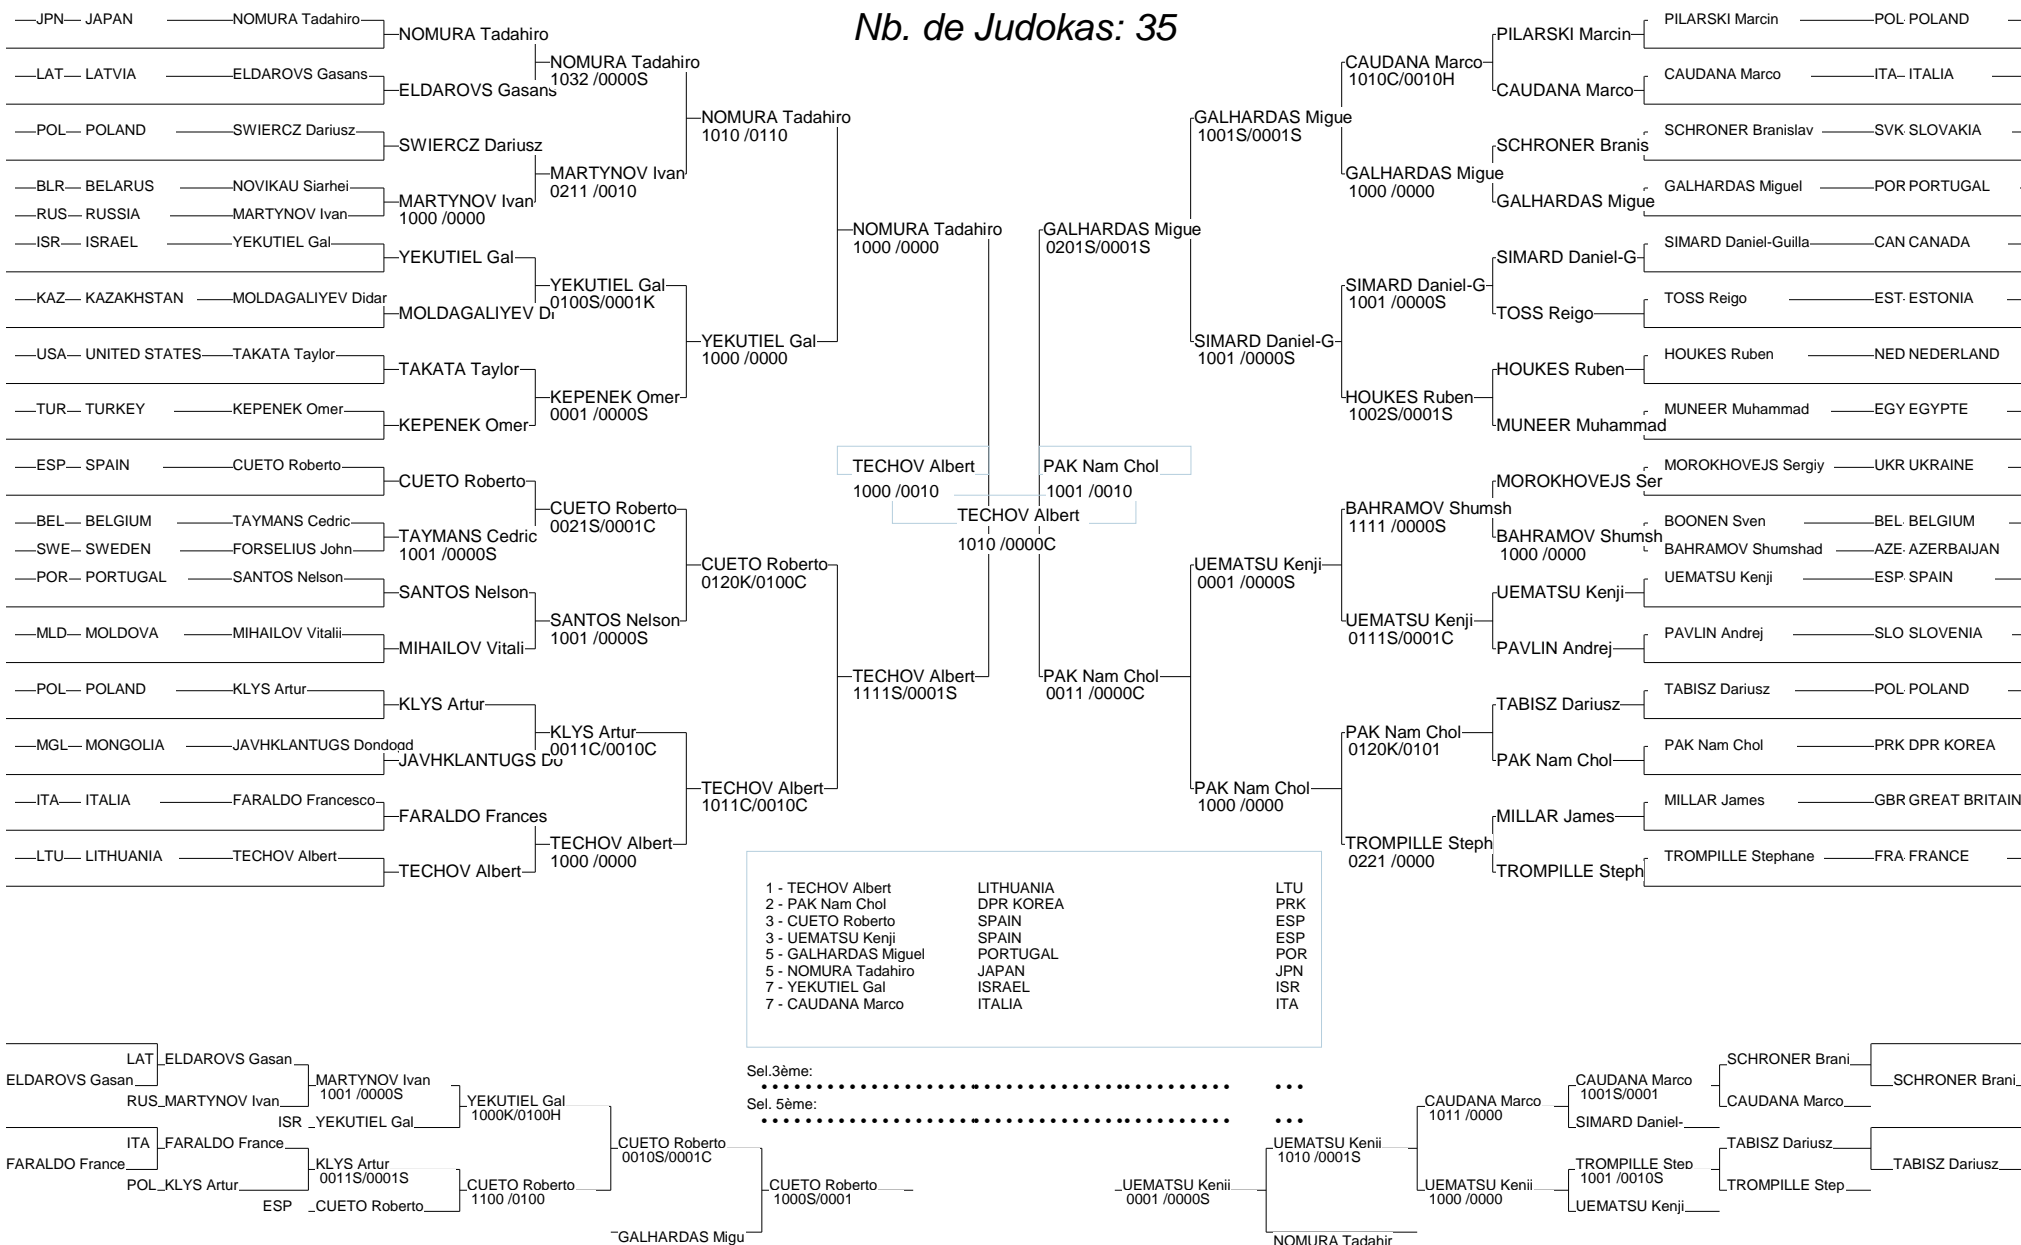 Nb. de Judokas: 35
JPN JAPAN NOMURA Tadahiro
LAT LATVIA ELDAROVS Gasans
POL POLAND SWIERCZ Dariusz
BLR BELARUS NOVIKAU Siarhei
RUS RUSSIA MARTYNOV Ivan
ISR ISRAEL YEKUTIEL Gal
KAZ KAZAKHSTAN MOLDAGALIYEV Didar
USA UNITED STATES TAKATA Taylor
TUR TURKEY KEPENEK Omer
ESP SPAIN CUETO Roberto
BEL BELGIUM TAYMANS Cedric
SWE SWEDEN FORSELIUS John
POR PORTUGAL SANTOS Nelson
MLD MOLDOVA MIHAILOV Vitalii
POL POLAND KLYS Artur
MGL MONGOLIA JAVHKLANTUGS Dondogd
ITA ITALIA FARALDO Francesco
LTU LITHUANIA TECHOV Albert
NOMURA Tadahiro
ELDAROVS Gasans
SWIERCZ Dariusz
MARTYNOV Ivan
1000 /0000
YEKUTIEL Gal
MOLDAGALIYEV Di
TAKATA Taylor
KEPENEK Omer
CUETO Roberto
TAYMANS Cedric
1001 /0000S
SANTOS Nelson
MIHAILOV Vitali
KLYS Artur
JAVHKLANTUGS Do
FARALDO Frances
TECHOV Albert
NOMURA Tadahiro
1032 /0000S
MARTYNOV Ivan
0211 /0010
YEKUTIEL Gal
0100S/0001K
KEPENEK Omer
0001 /0000S
CUETO Roberto
0021S/0001C
SANTOS Nelson
1001 /0000S
KLYS Artur
0011C/0010C
TECHOV Albert
1000 /0000
NOMURA Tadahiro
1010 /0110
YEKUTIEL Gal
1000 /0000
CUETO Roberto
0120K/0100C
TECHOV Albert
1011C/0010C
NOMURA Tadahiro
1000 /0000
TECHOV Albert
1111S/0001S
TECHOV Albert
1000 /0010
PAK Nam Chol
1001 /0010
TECHOV Albert
1010 /0000C
GALHARDAS Migue
0201S/0001S
PAK Nam Chol
0011 /0000C
GALHARDAS Migue
1001S/0001S
SIMARD Daniel-G
1001 /0000S
UEMATSU Kenji
0001 /0000S
PAK Nam Chol
1000 /0000
CAUDANA Marco
1010C/0010H
GALHARDAS Migue
1000 /0000
SIMARD Daniel-G
1001 /0000S
HOUKES Ruben
1002S/0001S
BAHRAMOV Shumsh
1111 /0000S
UEMATSU Kenji
0111S/0001C
PAK Nam Chol
0120K/0101
TROMPILLE Steph
0221 /0000
PILARSKI Marcin
CAUDANA Marco
SCHRONER Branis
GALHARDAS Migue
SIMARD Daniel-G
TOSS Reigo
HOUKES Ruben
MUNEER Muhammad
MOROKHOVEJS Ser
BAHRAMOV Shumsh
1000 /0000
UEMATSU Kenji
PAVLIN Andrej
TABISZ Dariusz
PAK Nam Chol
MILLAR James
TROMPILLE Steph
PILARSKI Marcin POL POLAND
CAUDANA Marco ITA ITALIA
SCHRONER Branislav SVK SLOVAKIA
GALHARDAS Miguel POR PORTUGAL
SIMARD Daniel-Guilla CAN CANADA
TOSS Reigo EST ESTONIA
HOUKES Ruben NED NEDERLAND
MUNEER Muhammad EGY EGYPTE
MOROKHOVEJS Sergiy UKR UKRAINE
BOONEN Sven BEL BELGIUM
BAHRAMOV Shumshad AZE AZERBAIJAN
UEMATSU Kenji ESP SPAIN
PAVLIN Andrej SLO SLOVENIA
TABISZ Dariusz POL POLAND
PAK Nam Chol PRK DPR KOREA
MILLAR James GBR GREAT BRITAIN
TROMPILLE Stephane FRA FRANCE
1 - TECHOV Albert LITHUANIA LTU
2 - PAK Nam Chol DPR KOREA PRK
3 - CUETO Roberto SPAIN ESP
3 - UEMATSU Kenji SPAIN ESP
5 - GALHARDAS Miguel PORTUGAL POR
5 - NOMURA Tadahiro JAPAN JPN
7 - YEKUTIEL Gal ISRAEL ISR
7 - CAUDANA Marco ITALIA ITA
Sel.3ème:
Sel. 5ème:
ELDAROVS Gasan
FARALDO France
LAT ELDAROVS Gasan
RUS MARTYNOV Ivan
ITA FARALDO France
POL KLYS Artur
MARTYNOV Ivan
1001 /0000S
ISR YEKUTIEL Gal
KLYS Artur
0011S/0001S
ESP CUETO Roberto
YEKUTIEL Gal
1000K/0100H
CUETO Roberto
1100 /0100
CUETO Roberto
0010S/0001C
GALHARDAS Migu
CUETO Roberto
1000S/0001
UEMATSU Kenji
0001 /0000S
UEMATSU Kenji
1010 /0001S
NOMURA Tadahir
CAUDANA Marco
1011 /0000
UEMATSU Kenji
1000 /0000
CAUDANA Marco
1001S/0001
SIMARD Daniel-
TROMPILLE Step
1001 /0010S
UEMATSU Kenji
SCHRONER Brani
CAUDANA Marco
TABISZ Dariusz
TROMPILLE Step
SCHRONER Brani
TABISZ Dariusz